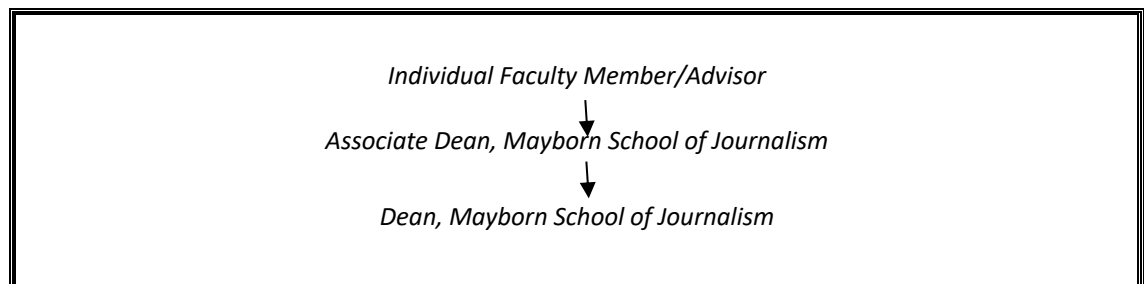 Individual Faculty Member/Advisor
Associate Dean, Mayborn School of Journalism
Dean, Mayborn School of Journalism